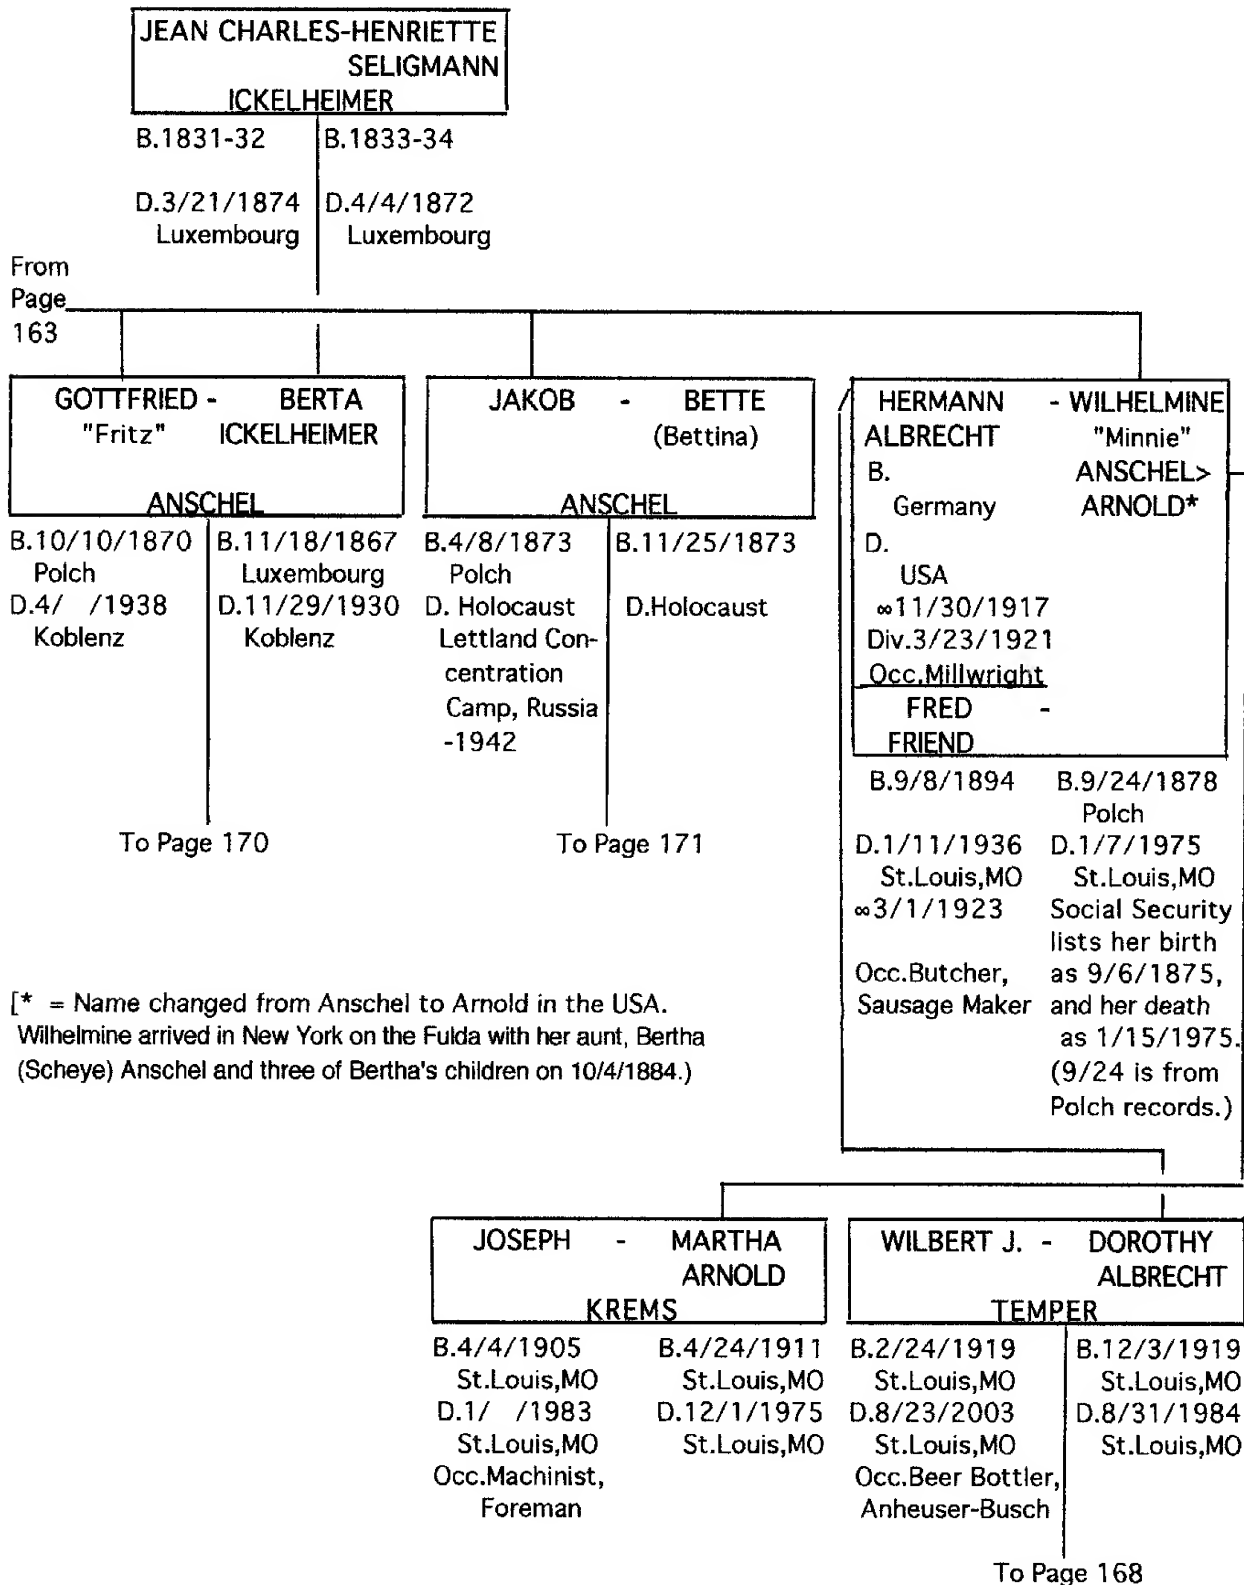 JEAN CHARLES-HENRIETTE
SELIGMANN
ICKELHEIMER
B.1831-32 B.1833-34
D.3/21/1874 D.4/4/1872
Luxembourg Luxembourg
From
Page
163
GOTTFRIED - BERTA
"Fritz" ICKELHEIMER
ANSCHEL
B.10/10/1870 B.11/18/1867
Polch Luxembourg
D.4/ /1938 D.11/29/1930
Koblenz Koblenz
To Page 170
JAKOB - BETTE
(Bettina)
ANSCHEL
B.4/8/1873 B.11/25/1873
Polch
D. Holocaust D.Holocaust
Lettland Con-
centration
Camp, Russia
-1942
To Page 171
HERMANN - WILHELMINE
ALBRECHT "Minnie"
B. ANSCHEL>
Germany ARNOLD*
D.
USA
∞11/30/1917
Div.3/23/1921
Occ.Millwright
FRED -
FRIEND
B.9/8/1894 B.9/24/1878
Polch
D.1/11/1936 D.1/7/1975
St.Louis,MO St.Louis,MO
∞3/1/1923 Social Security
lists her birth
Occ.Butcher, as 9/6/1875,
Sausage Maker and her death
as 1/15/1975.
(9/24 is from
Polch records.)
[* = Name changed from Anschel to Arnold in the USA.
Wilhelmine arrived in New York on the Fulda with her aunt, Bertha
(Scheye) Anschel and three of Bertha's children on 10/4/1884.)
JOSEPH - MARTHA
ARNOLD
KREMS
B.4/4/1905 B.4/24/1911
St.Louis,MO St.Louis,MO
D.1/ /1983 D.12/1/1975
St.Louis,MO St.Louis,MO
Occ.Machinist,
Foreman
WILBERT J. - DOROTHY
ALBRECHT
TEMPER
B.2/24/1919 B.12/3/1919
St.Louis,MO St.Louis,MO
D.8/23/2003 D.8/31/1984
St.Louis,MO St.Louis,MO
Occ.Beer Bottler,
Anheuser-Busch
To Page 168